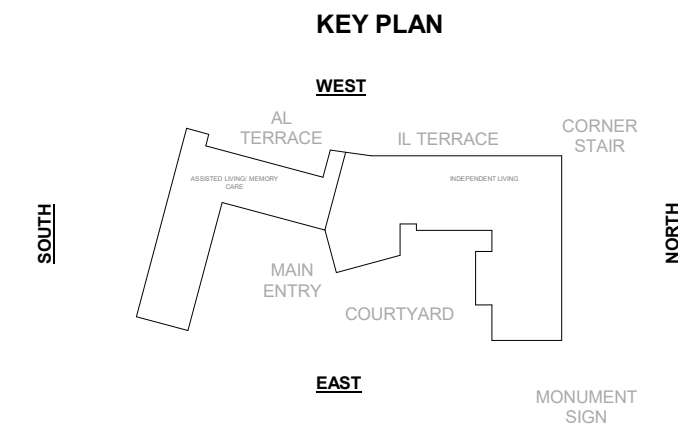 KEY PLAN
WEST
AL
TERRACE
IL TERRACE
CORNER
STAIR
ASSISTED LIVING/ MEMORY
CARE
INDEPENDENT LIVING
SOUTH
NORTH
MAIN
ENTRY
COURTYARD
EAST
MONUMENT
SIGN